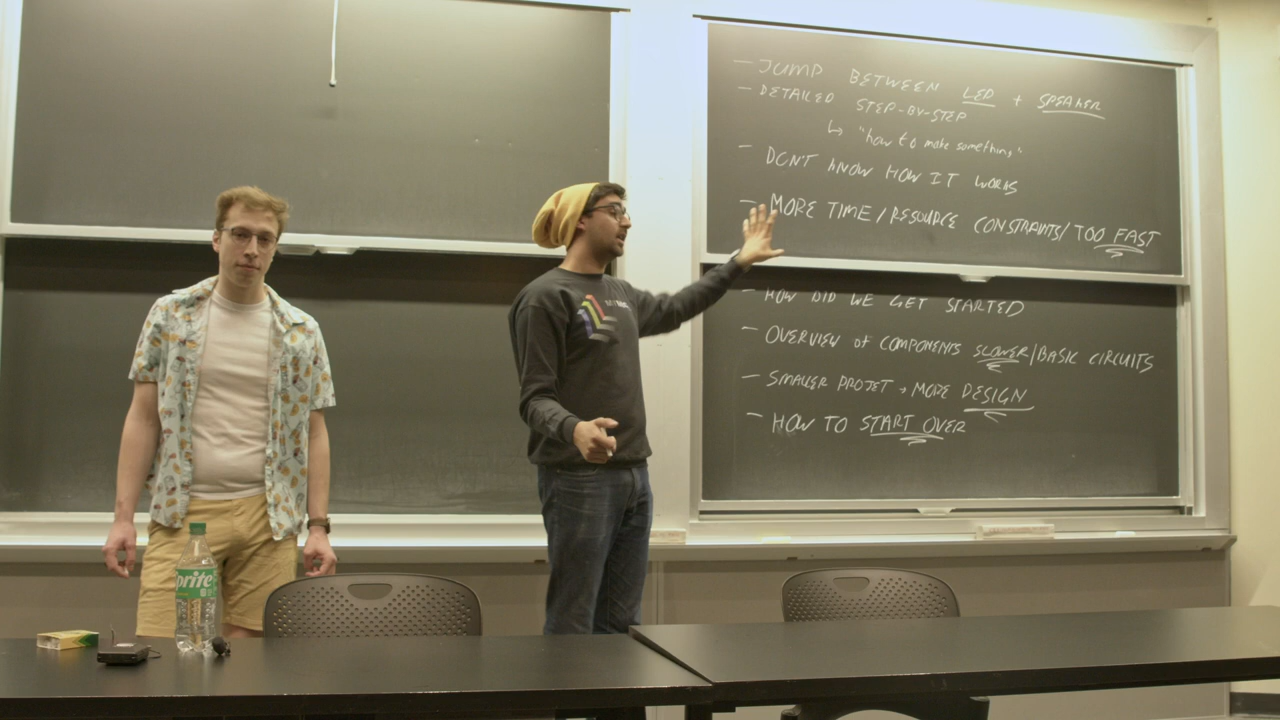 — JUMP BETWEEN LED + SPEAKER
— DETAILED STEP-BY-STEP
↳ "how to make something"
— DONT KNOW HOW IT WORKS
— MORE TIME/RESOURCE CONSTRAINTS/TOO FAST
— HOW DID WE GET STARTED
— OVERVIEW of COMPONENTS SLOWER/BASIC CIRCUITS
— SMALLER PROJET → MORE DESIGN
— HOW TO START OVER
prite